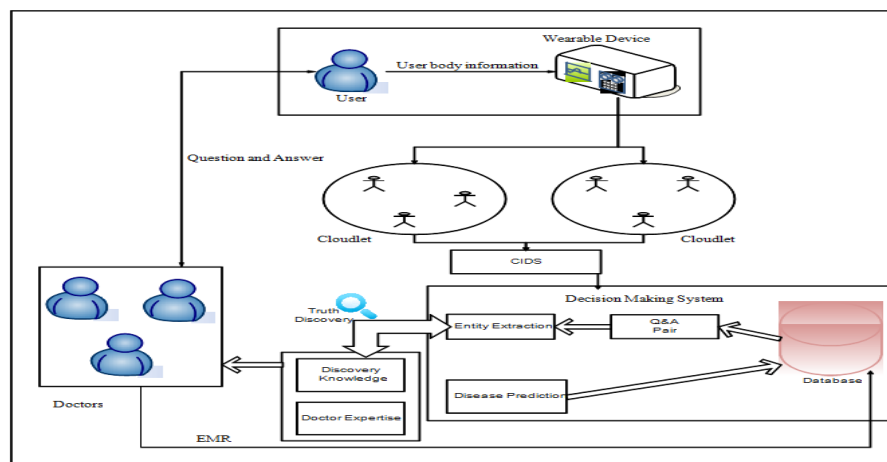 Wearable Device
User body information
User
Question and Answer
Cloudlet
Cloudlet
CIDS
Decision Making System
Truth
Discovery
Entity Extraction
Q&A
Pair
Database
Discovery
Knowledge
Disease Prediction
Doctor Expertise
Doctors
EMR